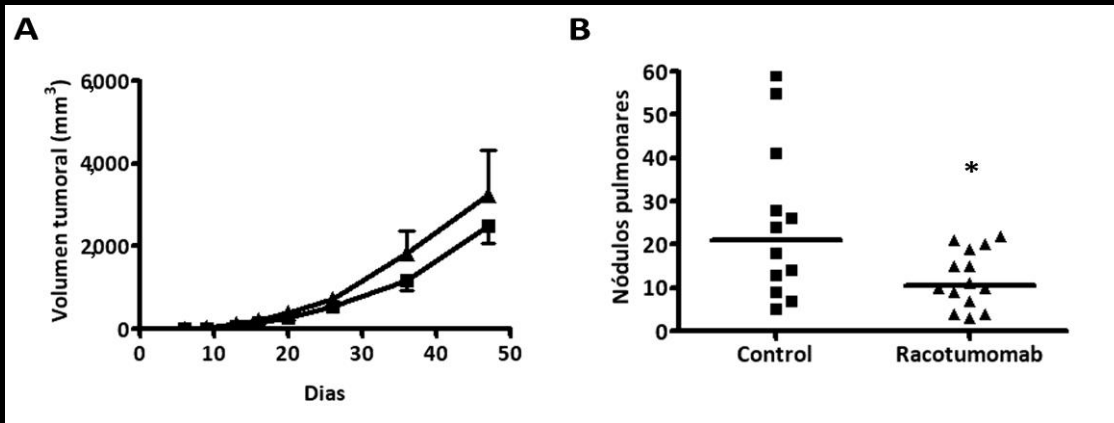 A
Volumen tumoral (mm³)
6,000
4,000
2,000
0
0 10 20 30 40 50
Dias
B
Nódulos pulmonares
60
50
40
30
20
10
0
*
Control Racotumomab